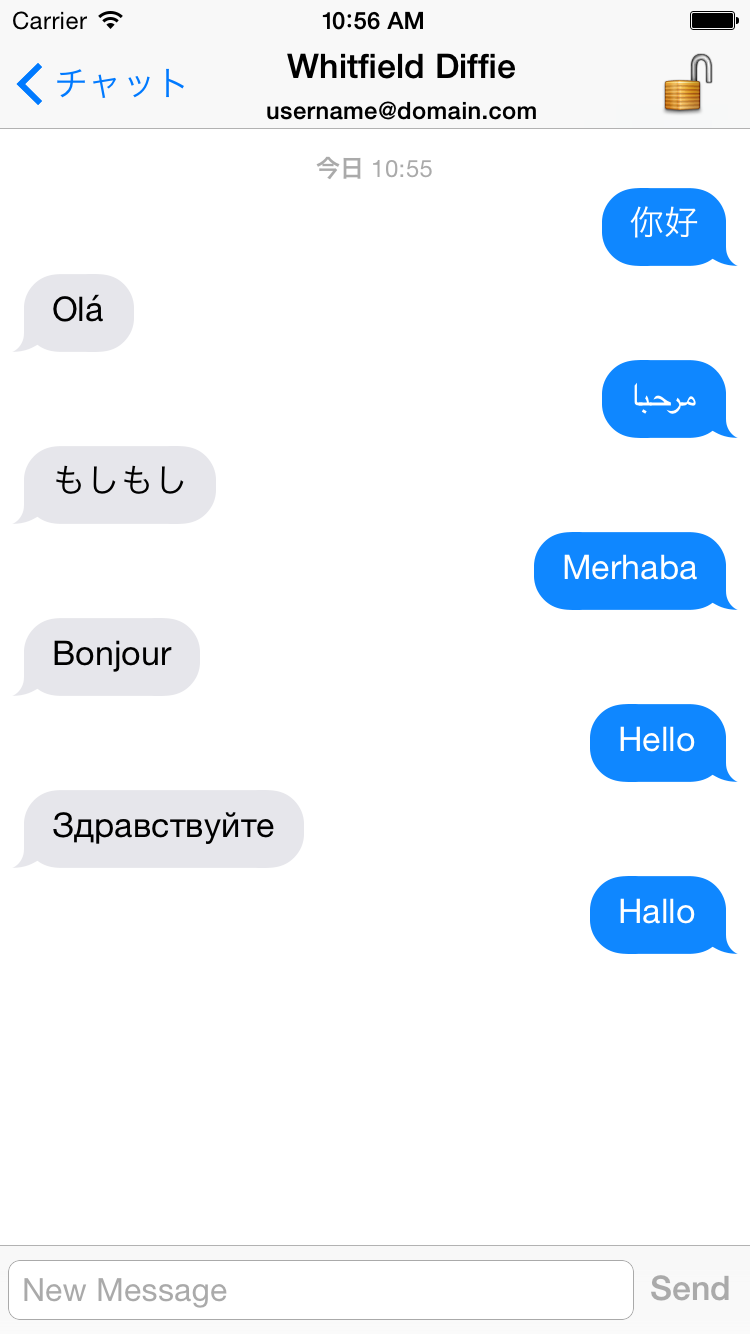 Carrier 10:56 AM
チャット
Whitfield Diffie
username@domain.com
今日 10:55
你好
Olá
مرحبا
もしもし
Merhaba
Bonjour
Hello
Здравствуйте
Hallo
New Message Send